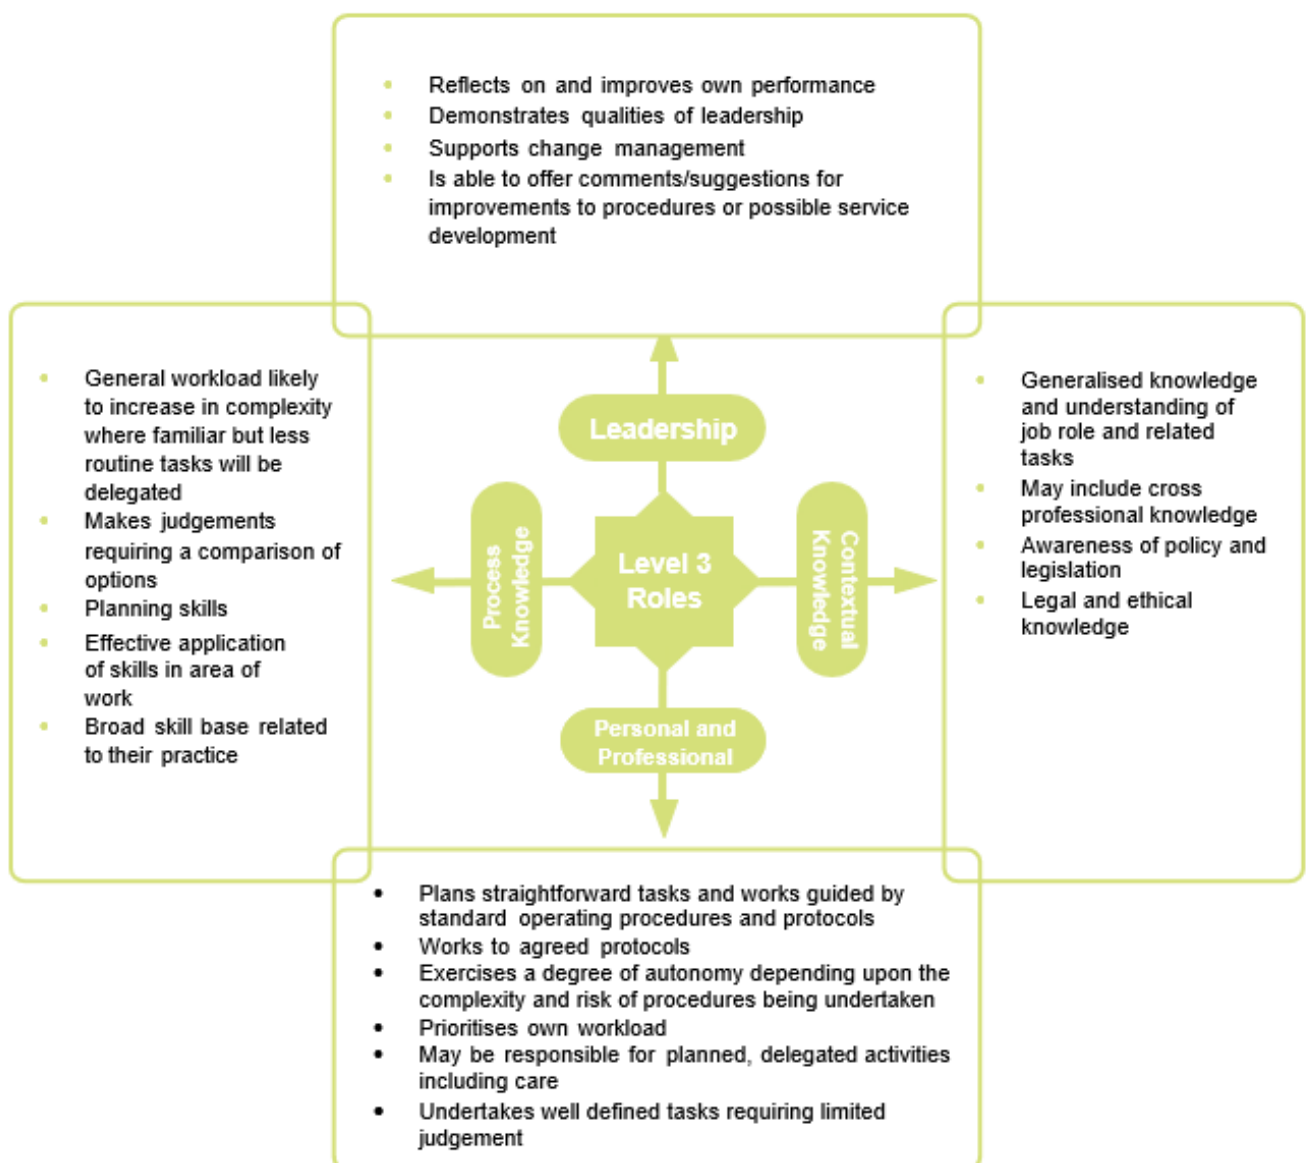 Reflects on and improves own performance
Demonstrates qualities of leadership
Supports change management
Is able to offer comments/suggestions for
improvements to procedures or possible service
development
General workload likely
to increase in complexity
where familiar but less
routine tasks will be
delegated
Makes judgements
requiring a comparison of
options
Planning skills
Effective application
of skills in area of
work
Broad skill base related
to their practice
Leadership
Process
Knowledge
Level 3
Roles
Contextual
Knowledge
Personal and
Professional
Generalised knowledge
and understanding of
job role and related
tasks
May include cross
professional knowledge
Awareness of policy and
legislation
Legal and ethical
knowledge
Plans straightforward tasks and works guided by
standard operating procedures and protocols
Works to agreed protocols
Exercises a degree of autonomy depending upon the
complexity and risk of procedures being undertaken
Prioritises own workload
May be responsible for planned, delegated activities
including care
Undertakes well defined tasks requiring limited
judgement